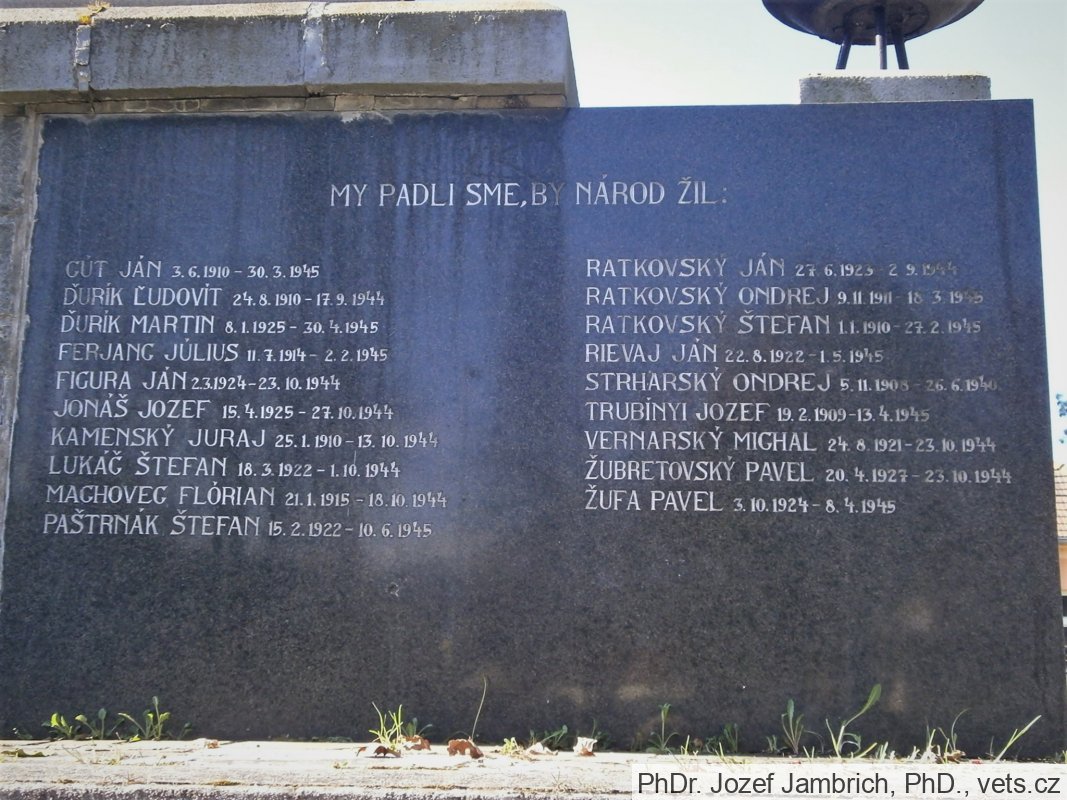 MY PADLI SME, BY NÁROD ŽIL:
GÚT JÁN 3.6.1910 - 30.3.1945
ĎURÍK ĽUDOVÍT 24.8.1910 - 17.9.1944
ĎURÍK MARTIN 8.1.1925 - 30.4.1945
FERJANG JÚLIUS 11.7.1914 - 2.2.1945
FIGURA JÁN 2.3.1924 - 23.10.1944
JONÁŠ JOZEF 15.4.1925 - 27.10.1944
KAMENSKÝ JURAJ 25.1.1910 - 13.10.1944
LUKÁČ ŠTEFAN 18.3.1922 - 1.10.1944
MACHOVEC FLÓRIAN 21.1.1915 - 18.10.1944
PAŠTRNÁK ŠTEFAN 15.2.1922 - 10.6.1945
RATKOVSKÝ JÁN 27.6.1923 - 2.9.1944
RATKOVSKÝ ONDREJ 9.11.1911 - 18.3.1945
RATKOVSKÝ ŠTEFAN 1.1.1910 - 27.2.1945
RIEVAJ JÁN 22.8.1922 - 1.5.1945
STRHÁRSKÝ ONDREJ 5.11.1908 - 26.6.1940
TRUBÍNYI JOZEF 19.2.1909 - 13.4.1945
VERNARSKÝ MICHAL 24.8.1921 - 23.10.1944
ŽUBRETOVSKÝ PAVEL 20.4.1927 - 23.10.1944
ŽUFA PAVEL 3.10.1924 - 8.4.1945
PhDr. Jozef Jambrich, PhD., vets.cz